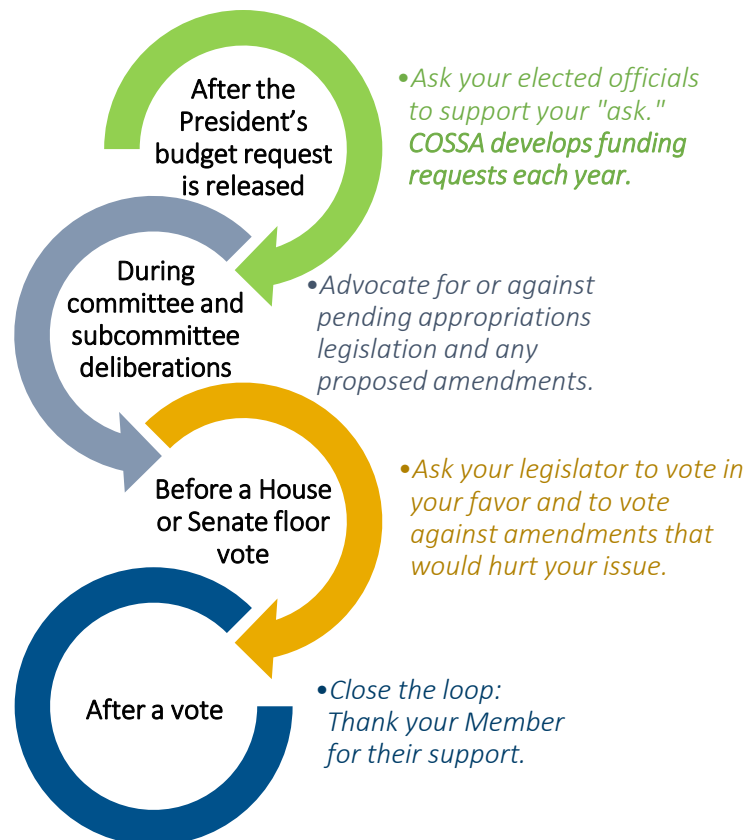 After the
President's
budget request
is released
•Ask your elected officials
to support your "ask."
COSSA develops funding
requests each year.
During
committee and
subcommittee
deliberations
•Advocate for or against
pending appropriations
legislation and any
proposed amendments.
Before a House
or Senate floor
vote
•Ask your legislator to vote in
your favor and to vote
against amendments that
would hurt your issue.
After a vote
•Close the loop:
Thank your Member
for their support.